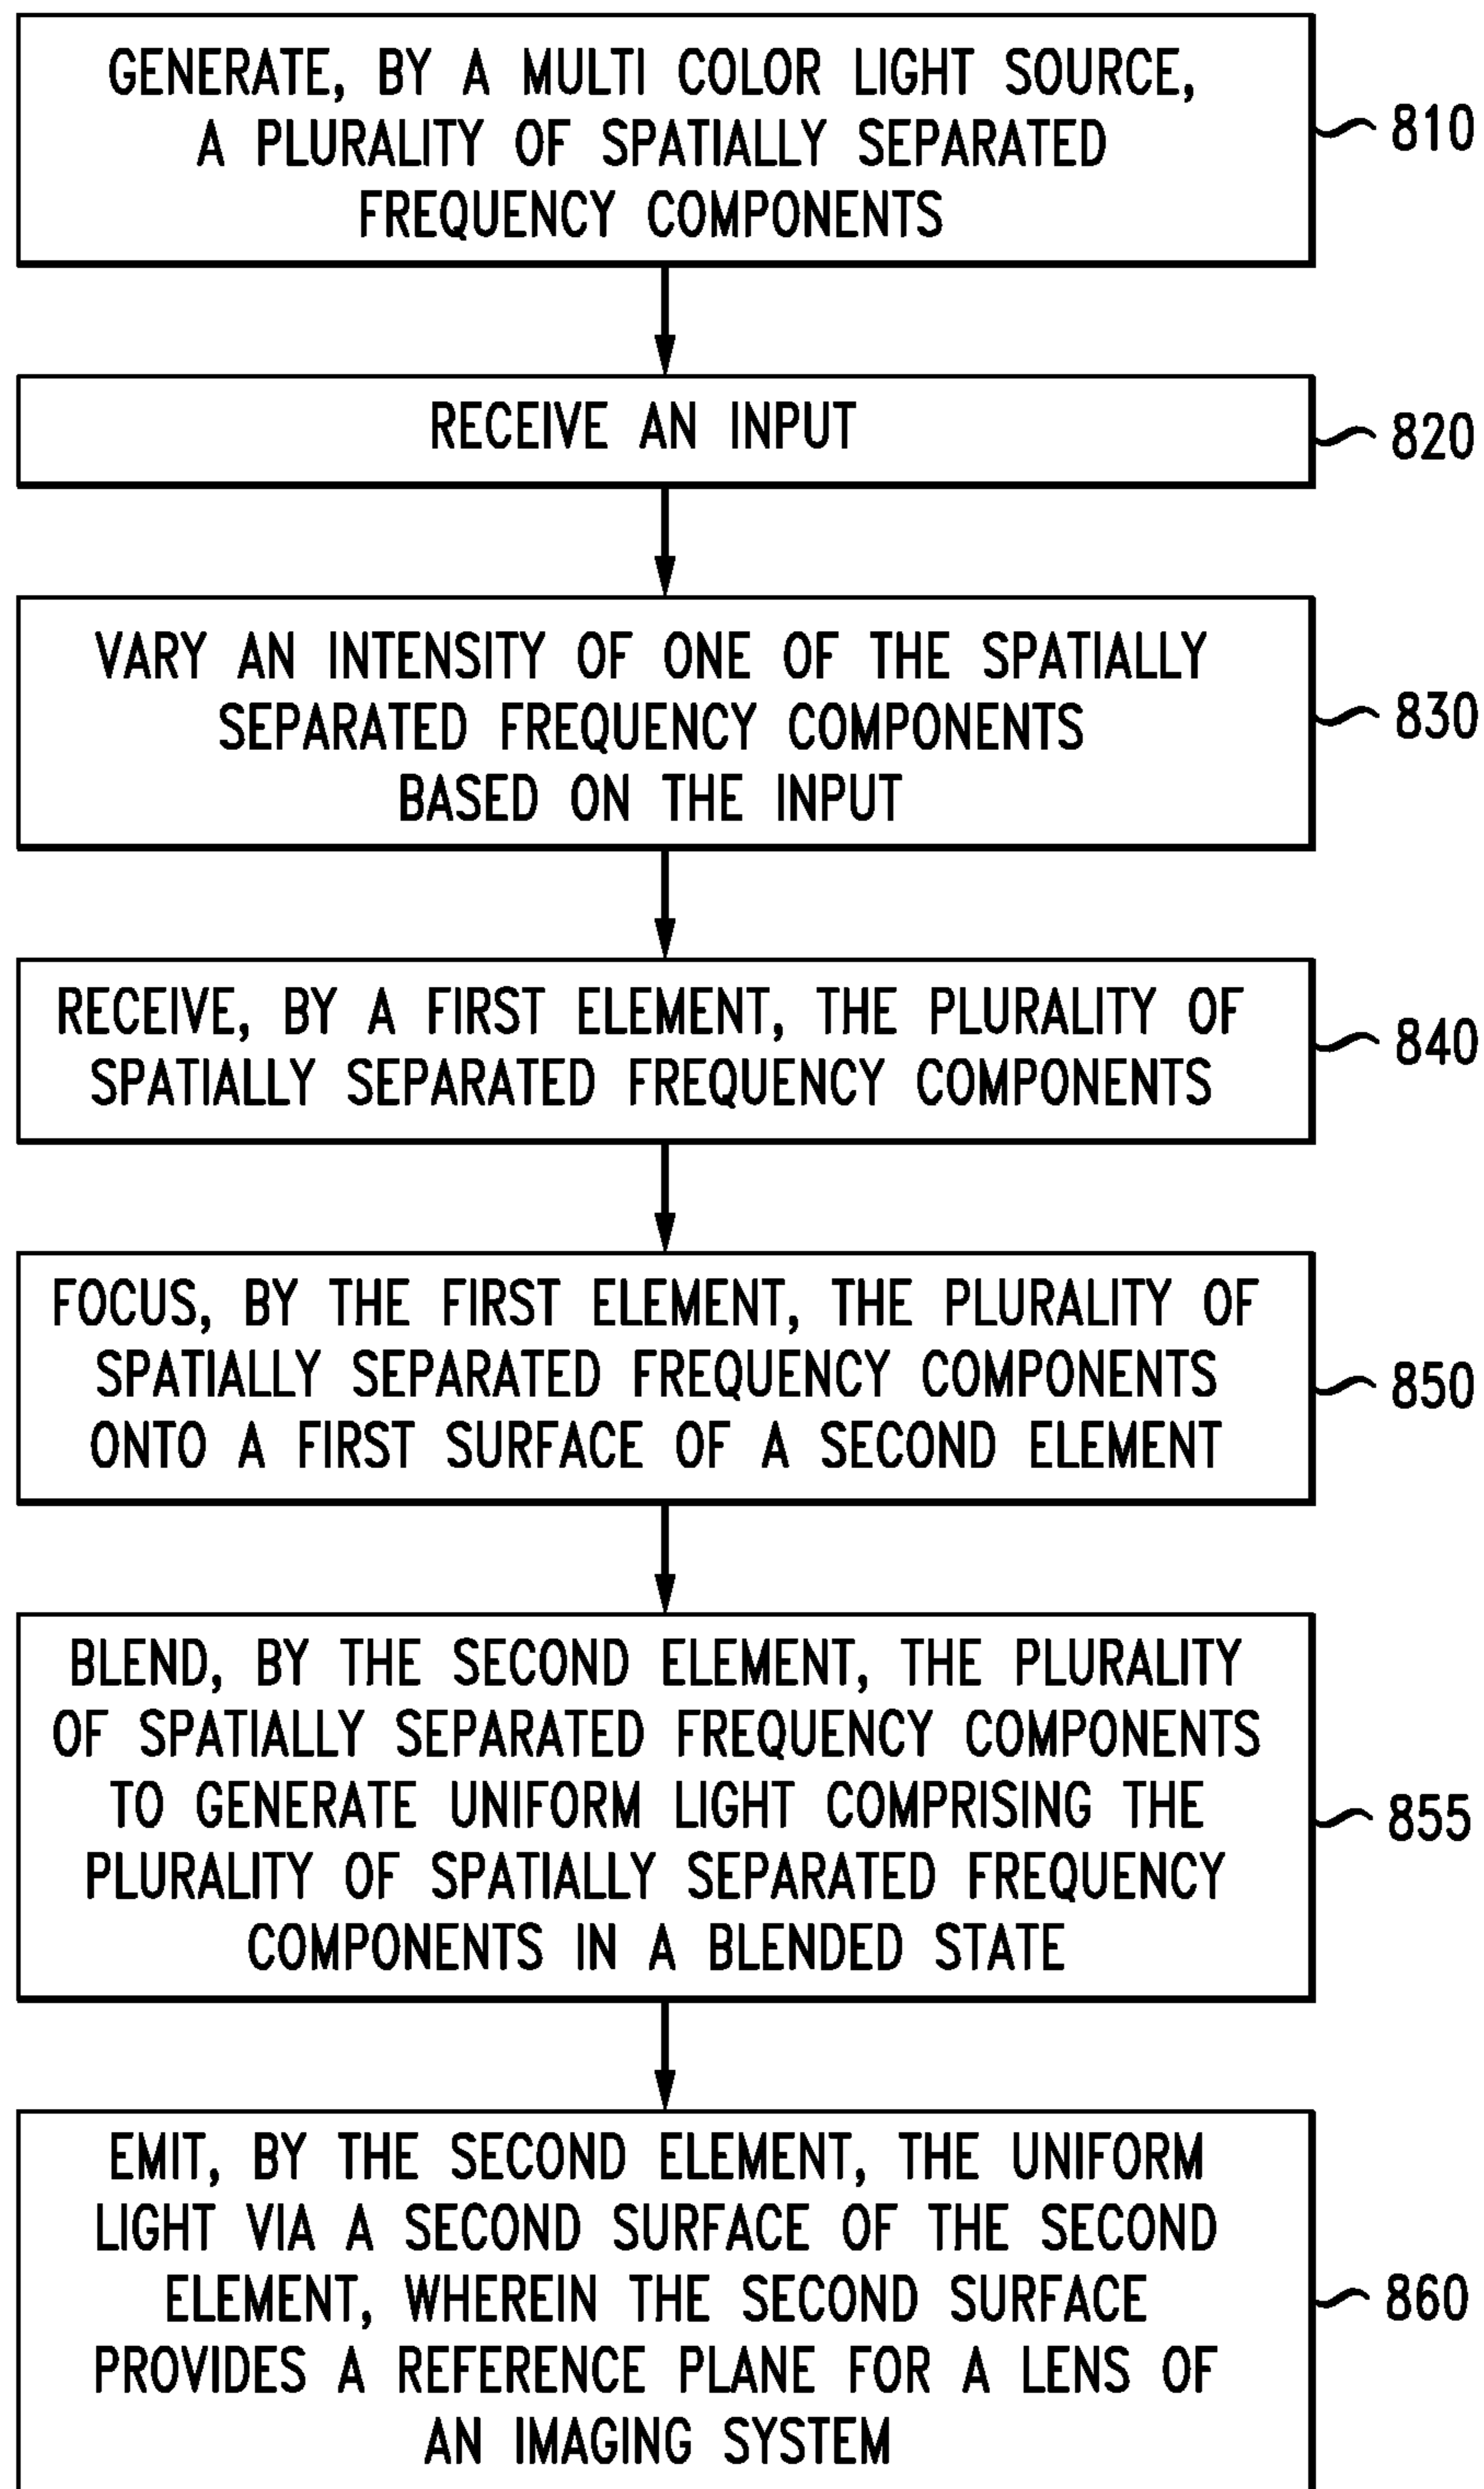 GENERATE, BY A MULTI COLOR LIGHT SOURCE,
A PLURALITY OF SPATIALLY SEPARATED
FREQUENCY COMPONENTS
810
RECEIVE AN INPUT
820
VARY AN INTENSITY OF ONE OF THE SPATIALLY
SEPARATED FREQUENCY COMPONENTS
BASED ON THE INPUT
830
RECEIVE, BY A FIRST ELEMENT, THE PLURALITY OF
SPATIALLY SEPARATED FREQUENCY COMPONENTS
840
FOCUS, BY THE FIRST ELEMENT, THE PLURALITY OF
SPATIALLY SEPARATED FREQUENCY COMPONENTS
ONTO A FIRST SURFACE OF A SECOND ELEMENT
850
BLEND, BY THE SECOND ELEMENT, THE PLURALITY
OF SPATIALLY SEPARATED FREQUENCY COMPONENTS
TO GENERATE UNIFORM LIGHT COMPRISING THE
PLURALITY OF SPATIALLY SEPARATED FREQUENCY
COMPONENTS IN A BLENDED STATE
855
EMIT, BY THE SECOND ELEMENT, THE UNIFORM
LIGHT VIA A SECOND SURFACE OF THE SECOND
ELEMENT, WHEREIN THE SECOND SURFACE
PROVIDES A REFERENCE PLANE FOR A LENS OF
AN IMAGING SYSTEM
860